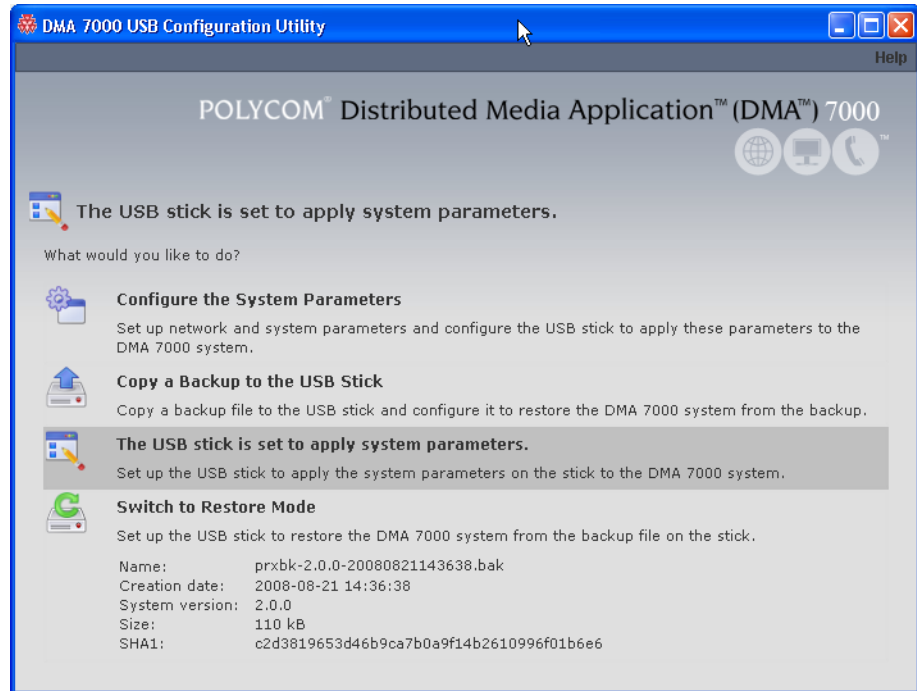 DMA 7000 USB Configuration Utility
Help
POLYCOM® Distributed Media Application™ (DMA™) 7000
™
The USB stick is set to apply system parameters.
What would you like to do?
Configure the System Parameters
Set up network and system parameters and configure the USB stick to apply these parameters to the
DMA 7000 system.
Copy a Backup to the USB Stick
Copy a backup file to the USB stick and configure it to restore the DMA 7000 system from the backup.
The USB stick is set to apply system parameters.
Set up the USB stick to apply the system parameters on the stick to the DMA 7000 system.
Switch to Restore Mode
Set up the USB stick to restore the DMA 7000 system from the backup file on the stick.
Name: prxbk-2.0.0-20080821143638.bak
Creation date: 2008-08-21 14:36:38
System version: 2.0.0
Size: 110 kB
SHA1: c2d3819653d46b9ca7b0a9f14b2610996f01b6e6